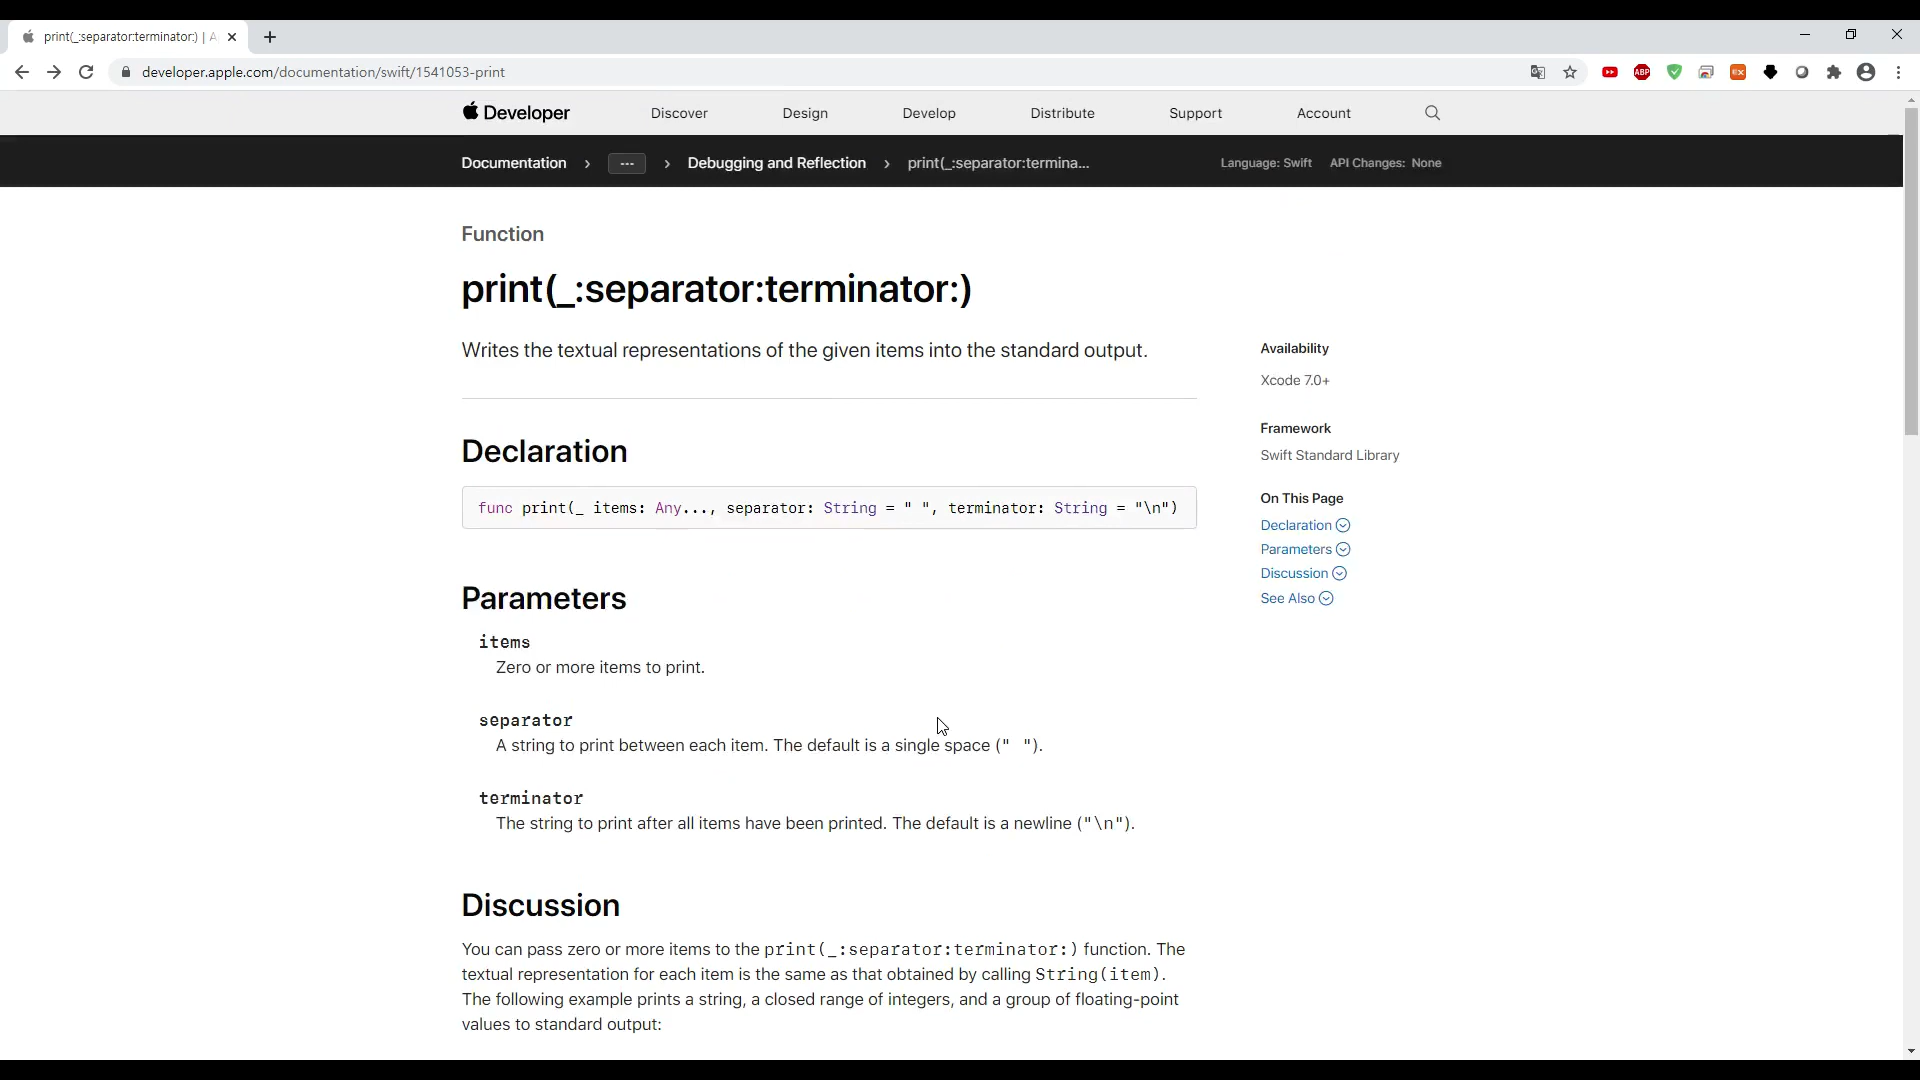 print(_:separator:terminator:) | A
developer.apple.com/documentation/swift/1541053-print
ABP
EX
Developer
Discover
Design
Develop
Distribute
Support
Account
Documentation › ··· › Debugging and Reflection › print(_:separator:termina...
Language: Swift
API Changes: None
Function
print(_:separator:terminator:)
Writes the textual representations of the given items into the standard output.
Availability
Xcode 7.0+
Framework
Swift Standard Library
On This Page
Declaration
Parameters
Discussion
See Also
Declaration
func print(_ items: Any..., separator: String = " ", terminator: String = "\n")
Parameters
items
Zero or more items to print.
separator
A string to print between each item. The default is a single space (" ").
terminator
The string to print after all items have been printed. The default is a newline ("\n").
Discussion
You can pass zero or more items to the print(_:separator:terminator:) function. The
textual representation for each item is the same as that obtained by calling String(item).
The following example prints a string, a closed range of integers, and a group of floating-point
values to standard output: